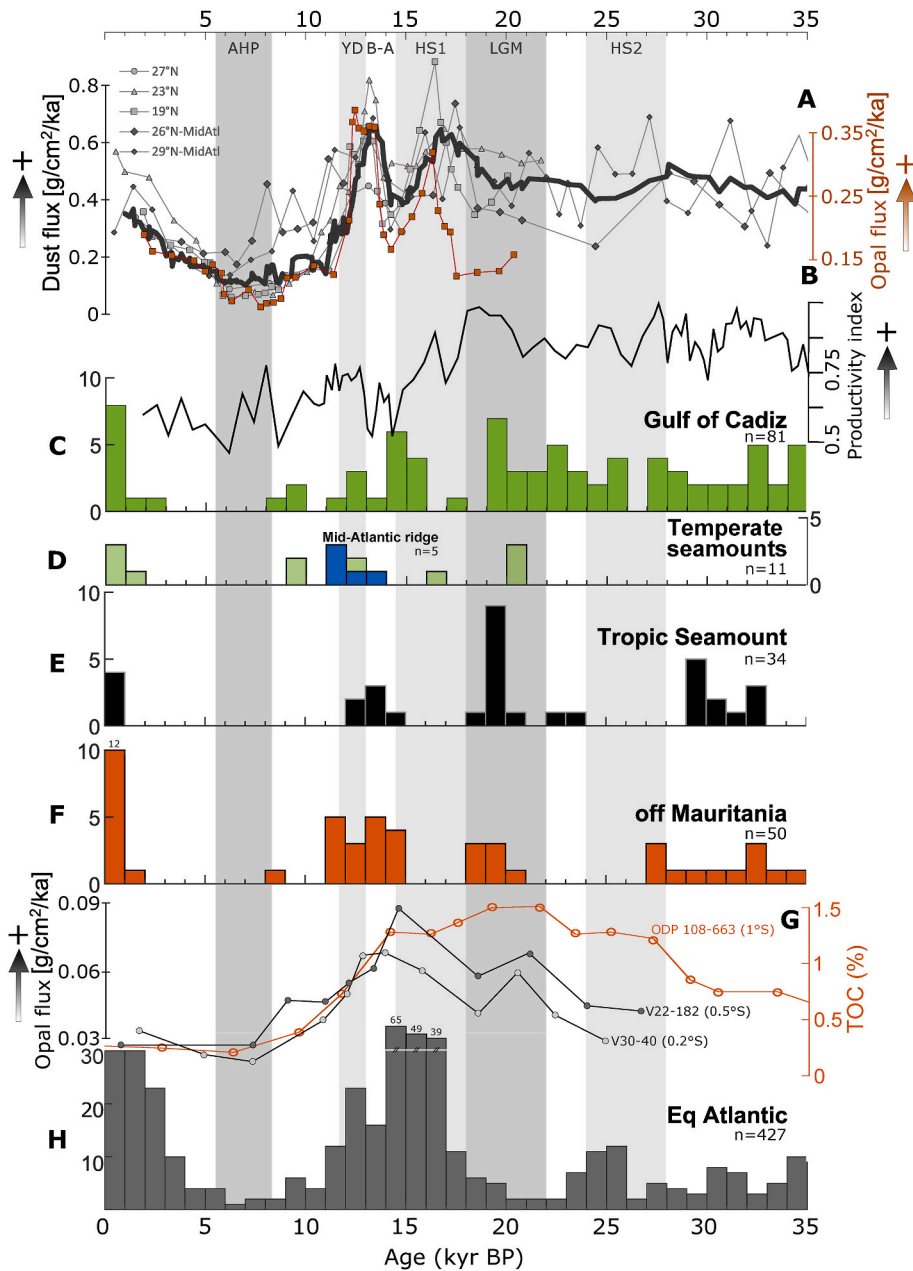 0 5 10 15 20 25 30 35
AHP YD B-A HS1 LGM HS2
27°N
23°N
19°N
26°N-MidAtl
29°N-MidAtl
A
Dust flux [g/cm²/ka]
+
0.8
0.6
0.4
0.2
0
Opal flux [g/cm²/ka]
+
0.35
0.25
0.15
B
Productivity index
+
0.75
0.5
C
10
5
0
Gulf of Cadiz
n=81
D
Mid-Atlantic ridge
n=5
Temperate
seamounts
n=11
5
0
E
10
5
0
Tropic Seamount
n=34
F
10
5
0
12
off Mauritania
n=50
G
Opal flux [g/cm²/ka]
+
0.09
0.06
0.03
ODP 108-663 (1°S)
V22-182 (0.5°S)
V30-40 (0.2°S)
TOC (%)
1.5
1
0.5
0
H
30
20
10
65 49 39
// // //
Eq Atlantic
n=427
0 5 10 15 20 25 30 35
Age (kyr BP)